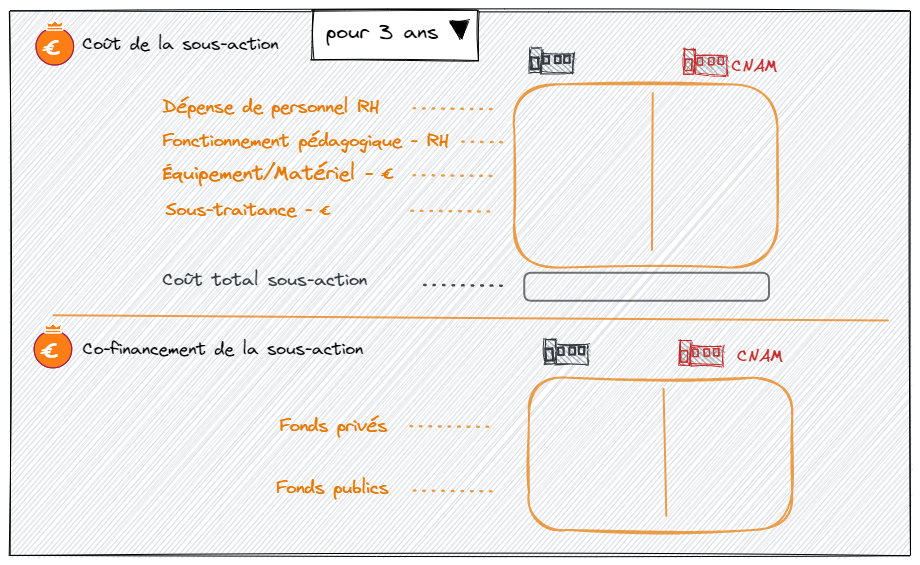 pour 3 ans
€ Coût de la sous-action
CNAM
Dépense de personnel RH
Fonctionnement pédagogique - RH
Équipement/Matériel - €
Sous-traitance - €
Coût total sous-action
€ Co-financement de la sous-action
CNAM
Fonds privés
Fonds publics